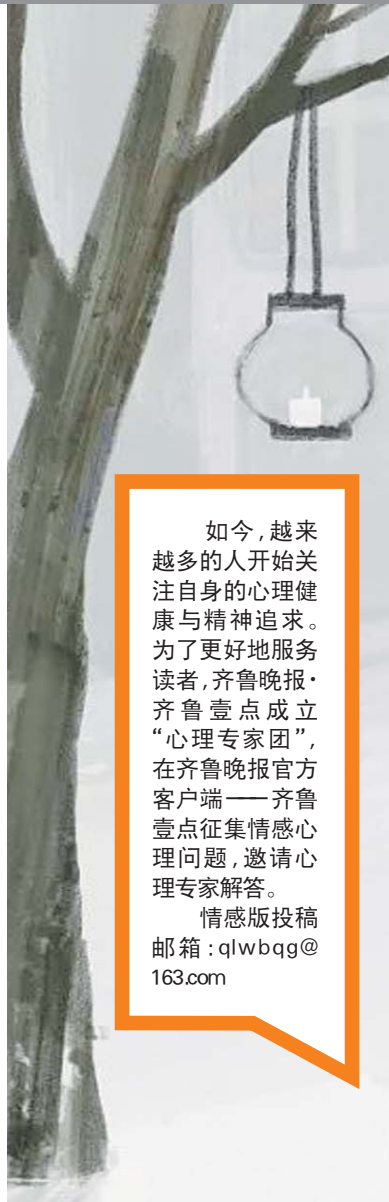 如今,越来
越多的人开始关
注自身的心理健
康与精神追求。
为了更好地服务
读者,齐鲁晚报·
齐鲁壹点成立
“心理专家团”,
在齐鲁晚报官方
客户端——齐鲁
壹点征集情感心
理问题,邀请心
理专家解答。
情感版投稿
邮箱:qlwbqg@
163.com